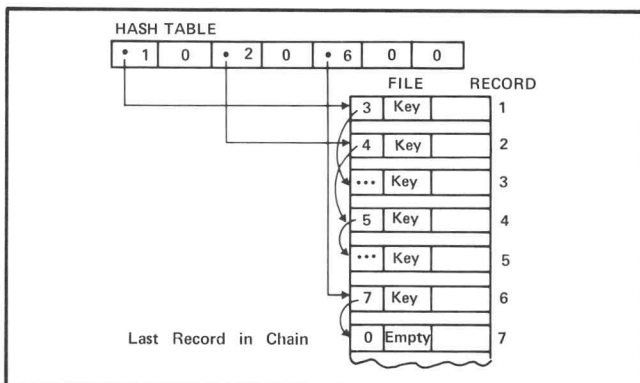 HASH TABLE
• 1 0 • 2 0 • 6 0 0
FILE RECORD
3 Key 1
4 Key 2
••• Key 3
5 Key 4
••• Key 5
7 Key 6
Last Record in Chain 0 Empty 7